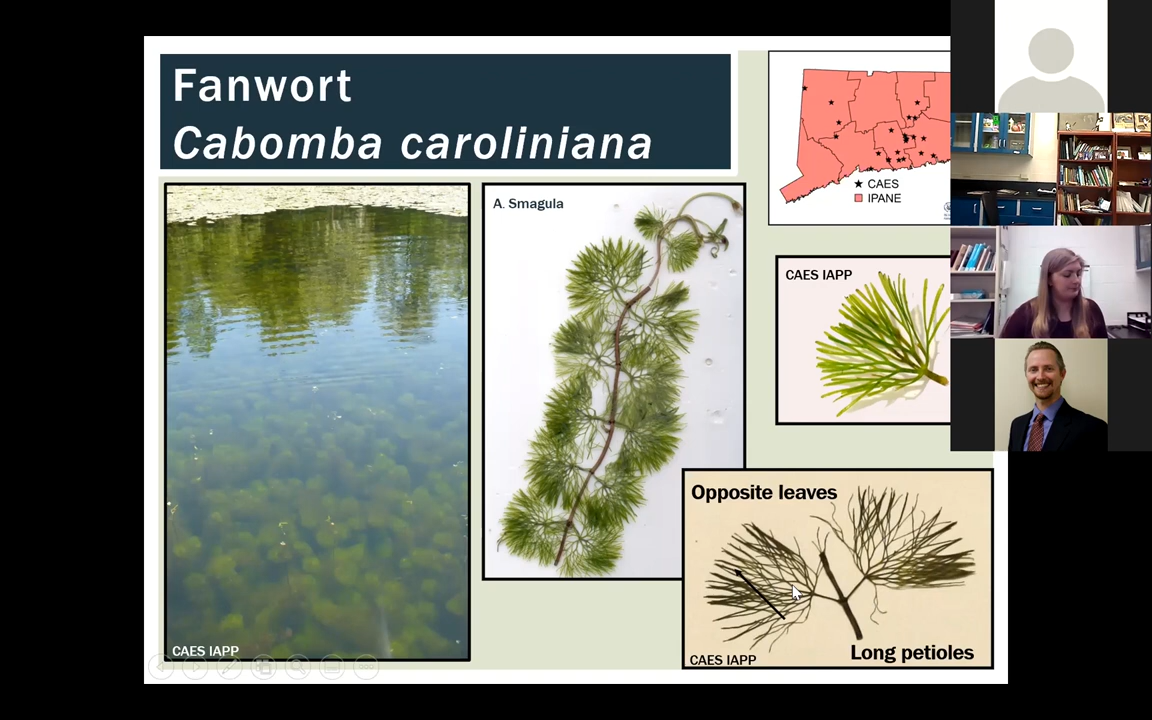 Fanwort
Cabomba caroliniana
A. Smagula
CAES
IPANE
CAES IAPP
Opposite leaves
CAES IAPP
Long petioles
CAES IAPP